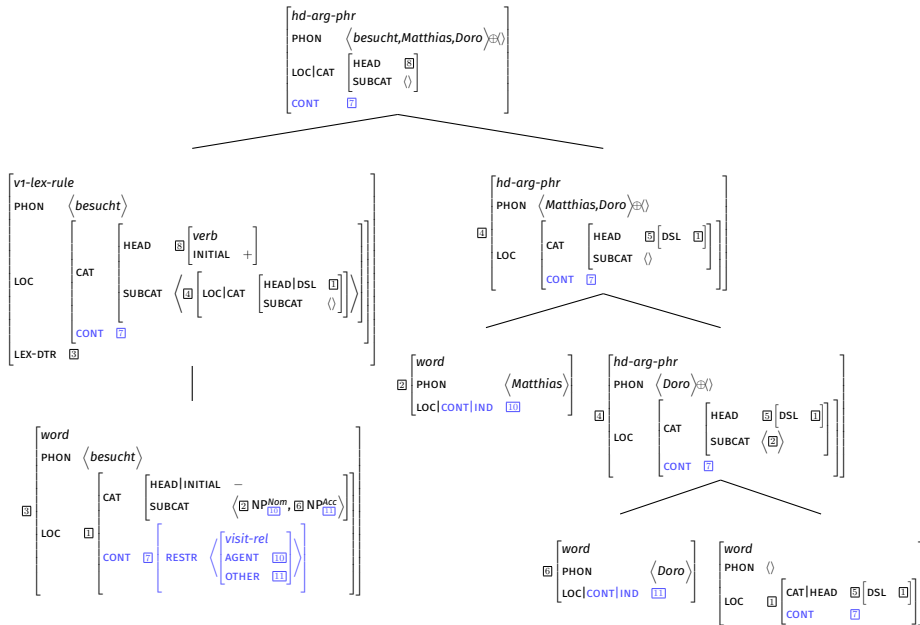 hd-arg-phr
PHON ⟨besucht,Matthias,Doro⟩⊕⟨⟩
LOC|CAT [HEAD 8
SUBCAT ⟨⟩]
CONT 7
v1-lex-rule
PHON ⟨besucht⟩
LOC [CAT [HEAD 8 [verb
INITIAL +]
SUBCAT ⟨4 [LOC|CAT [HEAD|DSL 1
SUBCAT ⟨⟩]]⟩]
CONT 7]
LEX-DTR 3
4 hd-arg-phr
PHON ⟨Matthias,Doro⟩⊕⟨⟩
LOC [CAT [HEAD 5 [DSL 1]
SUBCAT ⟨⟩]
CONT 7]
2 word
PHON ⟨Matthias⟩
LOC|CONT|IND 10
4 hd-arg-phr
PHON ⟨Doro⟩⊕⟨⟩
LOC [CAT [HEAD 5 [DSL 1]
SUBCAT ⟨2⟩]
CONT 7]
3 word
PHON ⟨besucht⟩
LOC 1 [CAT [HEAD|INITIAL −
SUBCAT ⟨2 NP Nom 10, 6 NP Acc 11⟩]
CONT 7 [RESTR ⟨[visit-rel
AGENT 10
OTHER 11]⟩]]
6 word
PHON ⟨Doro⟩
LOC|CONT|IND 11
word
PHON ⟨⟩
LOC 1 [CAT|HEAD 5 [DSL 1]
CONT 7]